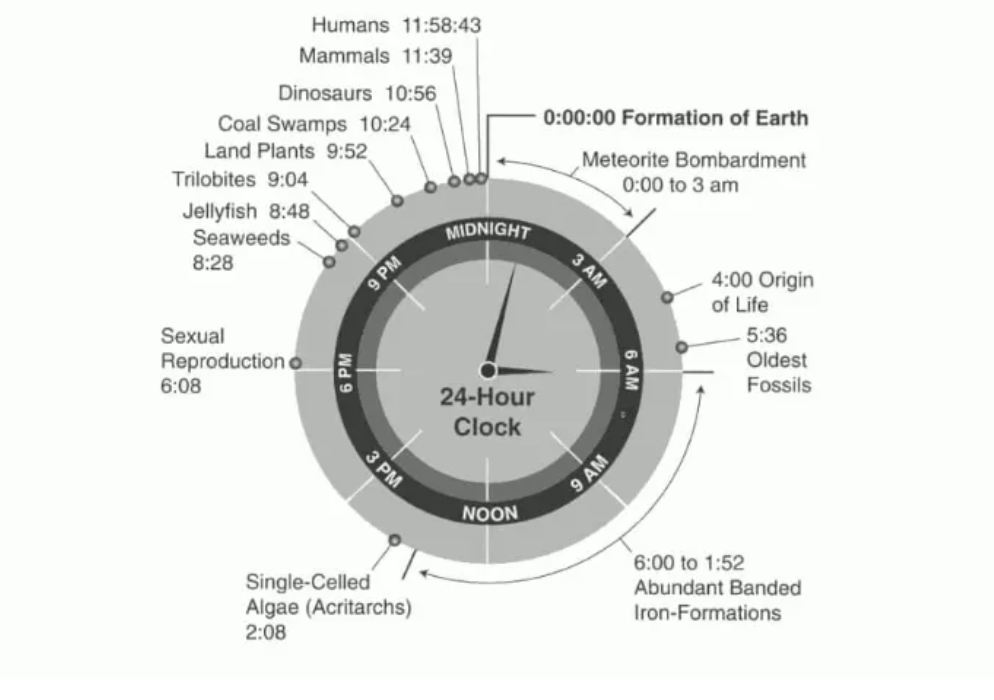 Humans 11:58:43
Mammals 11:39
Dinosaurs 10:56
Coal Swamps 10:24
Land Plants 9:52
Trilobites 9:04
Jellyfish 8:48
Seaweeds
8:28
Sexual
Reproduction
6:08
Single-Celled
Algae (Acritarchs)
2:08
0:00:00 Formation of Earth
Meteorite Bombardment
0:00 to 3 am
4:00 Origin
of Life
5:36
Oldest
Fossils
6:00 to 1:52
Abundant Banded
Iron-Formations
MIDNIGHT
3 AM
6 AM
9 AM
NOON
3 PM
6 PM
9 PM
24-Hour
Clock